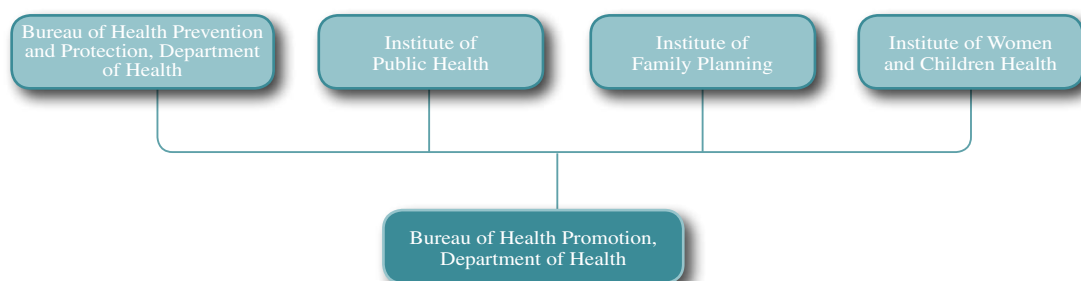 Bureau of Health Prevention
and Protection, Department
of Health
Institute of
Public Health
Institute of
Family Planning
Institute of Women
and Children Health
Bureau of Health Promotion,
Department of Health